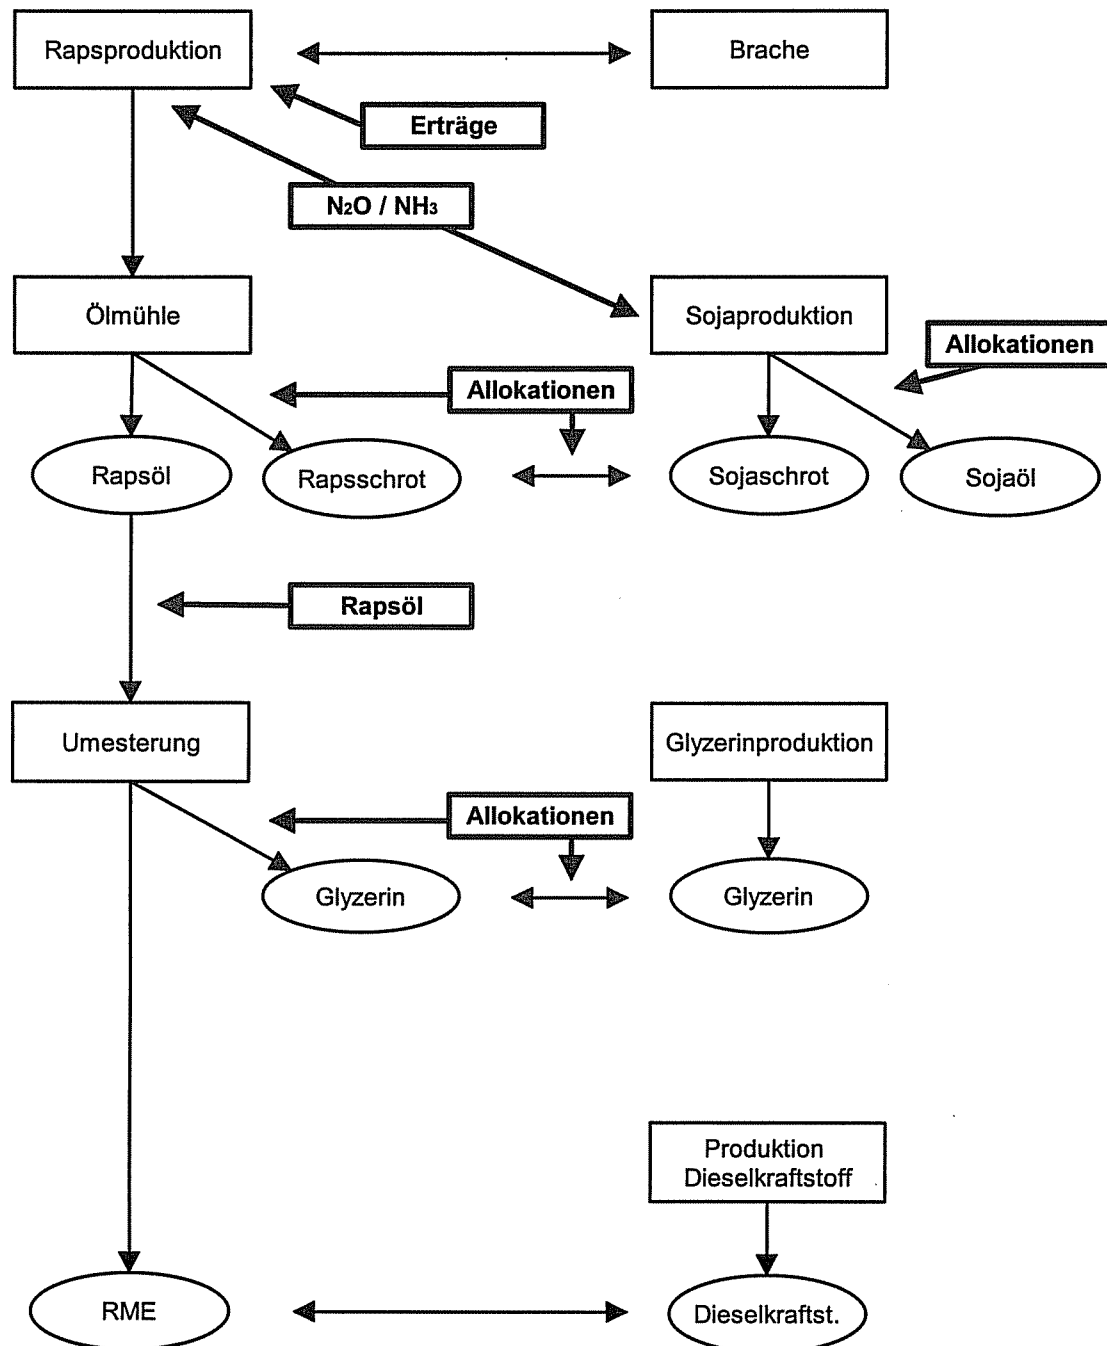 Rapsproduktion
Brache
Erträge
N₂O / NH₃
Ölmühle
Sojaproduktion
Allokationen
Allokationen
Rapsöl
Rapsschrot
Sojaschrot
Sojaöl
Rapsöl
Umesterung
Glyzerinproduktion
Allokationen
Glyzerin
Glyzerin
Produktion
Dieselkraftstoff
RME
Dieselkraftst.